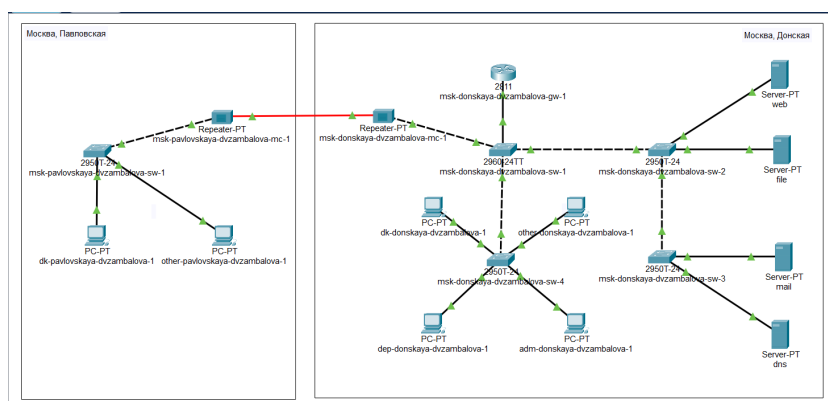 Москва, Павловская
Москва, Донская
2811
msk-donskaya-dvzambalova-gw-1
Server-PT
web
Repeater-PT
msk-pavlovskaya-dvzambalova-mc-1
Repeater-PT
msk-donskaya-dvzambalova-mc-1
2950T-24
msk-pavlovskaya-dvzambalova-sw-1
2960-24TT
msk-donskaya-dvzambalova-sw-1
2950T-24
msk-donskaya-dvzambalova-sw-2
Server-PT
file
PC-PT
dk-donskaya-dvzambalova-1
PC-PT
other-donskaya-dvzambalova-1
PC-PT
dk-pavlovskaya-dvzambalova-1
PC-PT
other-pavlovskaya-dvzambalova-1
2950T-24
msk-donskaya-dvzambalova-sw-4
2950T-24
msk-donskaya-dvzambalova-sw-3
Server-PT
mail
PC-PT
dep-donskaya-dvzambalova-1
PC-PT
adm-donskaya-dvzambalova-1
Server-PT
dns